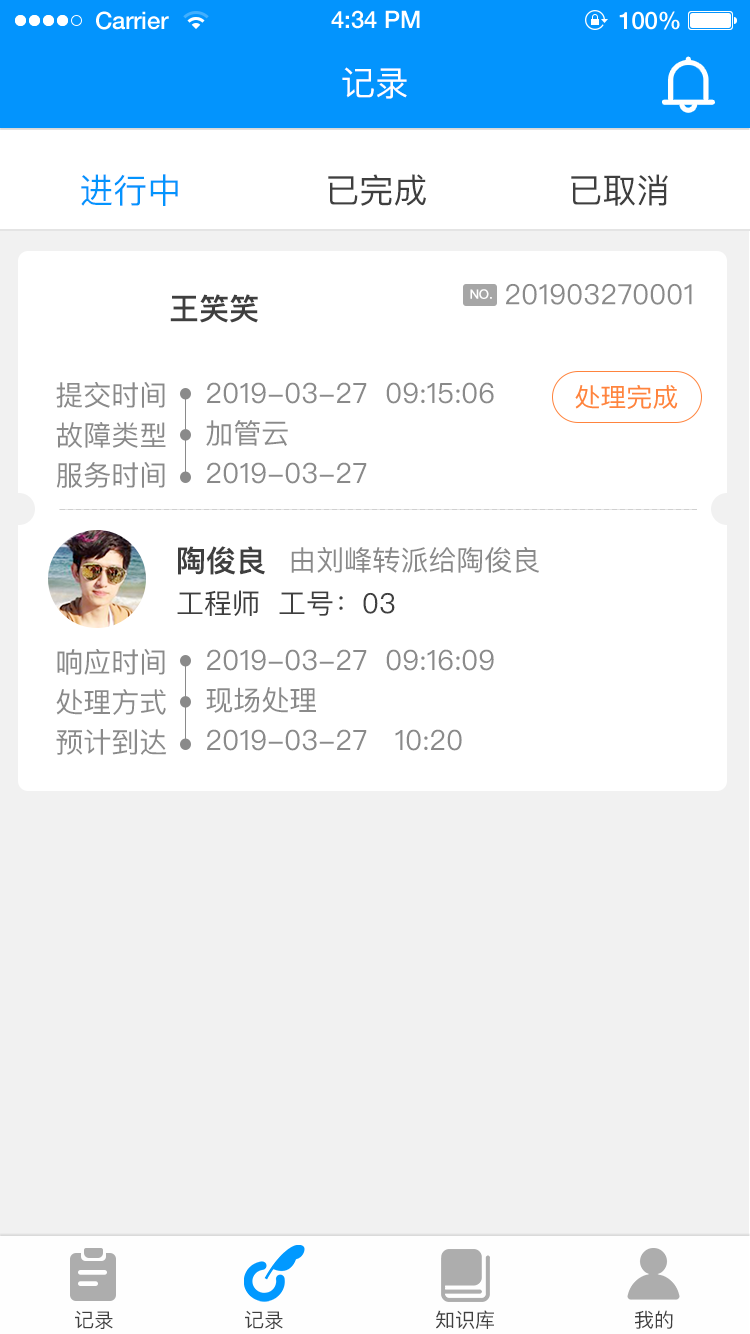 Carrier 4:34 PM 100%
记录
进行中 已完成 已取消
王笑笑 NO. 201903270001
提交时间 2019-03-27 09:15:06 处理完成
故障类型 加管云
服务时间 2019-03-27
陶俊良 由刘峰转派给陶俊良
工程师 工号：03
响应时间 2019-03-27 09:16:09
处理方式 现场处理
预计到达 2019-03-27 10:20
记录 记录 知识库 我的